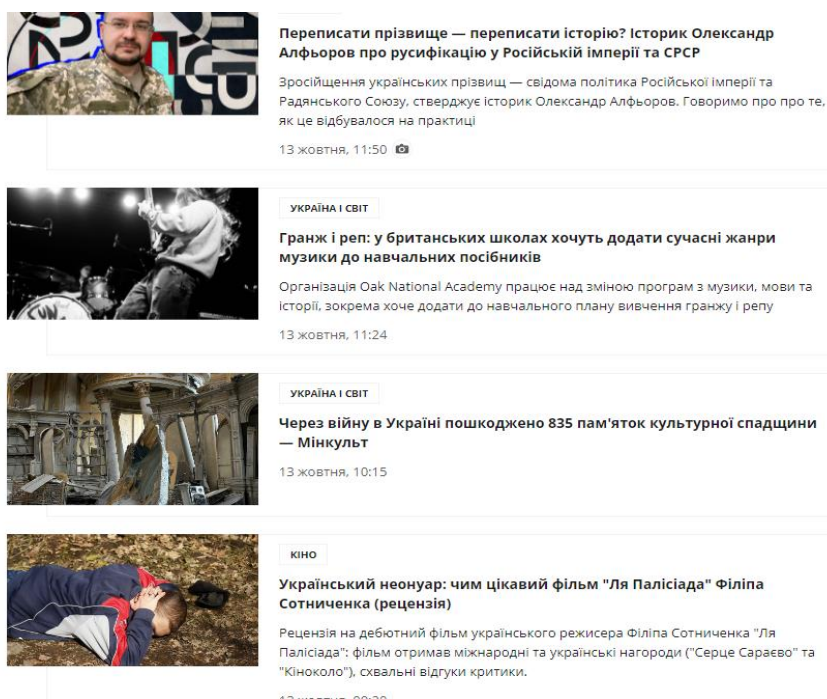 Переписати прізвище — переписати історію? Історик Олександр
Алфьоров про русифікацію у Російській імперії та СРСР
Зросійщення українських прізвищ — свідома політика Російської імперії та
Радянського Союзу, стверджує історик Олександр Алфьоров. Говоримо про про те,
як це відбувалося на практиці
13 жовтня, 11:50
УКРАЇНА І СВІТ
Гранж і реп: у британських школах хочуть додати сучасні жанри
музики до навчальних посібників
Організація Oak National Academy працює над зміною програм з музики, мови та
історії, зокрема хоче додати до навчального плану вивчення гранжу і репу
13 жовтня, 11:24
УКРАЇНА І СВІТ
Через війну в Україні пошкоджено 835 пам'яток культурної спадщини
— Мінкульт
13 жовтня, 10:15
КІНО
Український неонуар: чим цікавий фільм "Ля Палісіада" Філіпа
Сотниченка (рецензія)
Рецензія на дебютний фільм українського режисера Філіпа Сотниченка "Ля
Палісіада": фільм отримав міжнародні та українські нагороди ("Серце Сараєво" та
"Кіноколо"), схвальні відгуки критики.